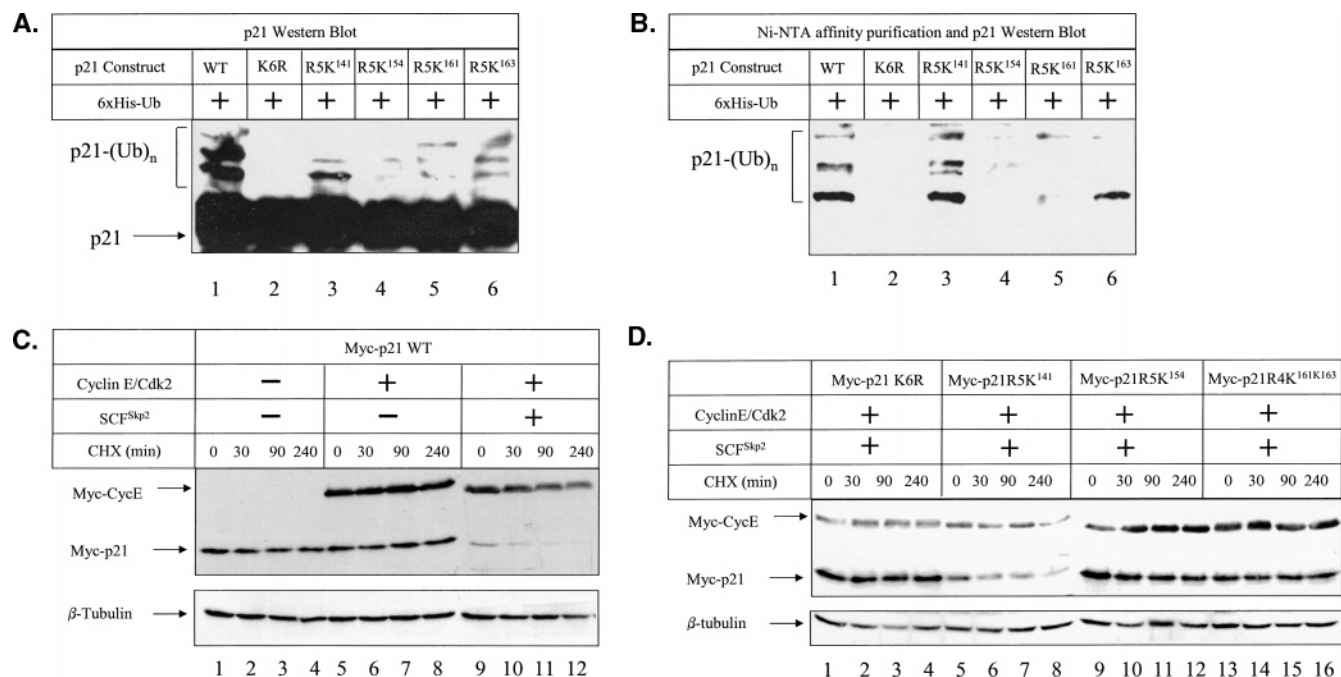 A.
p21 Western Blot
p21 Construct WT K6R R5K¹⁴¹ R5K¹⁵⁴ R5K¹⁶¹ R5K¹⁶³
6xHis-Ub + + + + + +
p21-(Ub)ₙ
p21
1 2 3 4 5 6
B.
Ni-NTA affinity purification and p21 Western Blot
p21 Construct WT K6R R5K¹⁴¹ R5K¹⁵⁴ R5K¹⁶¹ R5K¹⁶³
6xHis-Ub + + + + + +
p21-(Ub)ₙ
1 2 3 4 5 6
C.
Myc-p21 WT
Cyclin E/Cdk2 − + +
SCF^Skp2 − − +
CHX (min) 0 30 90 240 0 30 90 240 0 30 90 240
Myc-CycE
Myc-p21
β-Tubulin
1 2 3 4 5 6 7 8 9 10 11 12
D.
Myc-p21 K6R Myc-p21R5K¹⁴¹ Myc-p21R5K¹⁵⁴ Myc-p21R4K¹⁶¹ᴷ¹⁶³
CyclinE/Cdk2 + + + +
SCF^Skp2 + + + +
CHX (min) 0 30 90 240 0 30 90 240 0 30 90 240 0 30 90 240
Myc-CycE
Myc-p21
β-tubulin
1 2 3 4 5 6 7 8 9 10 11 12 13 14 15 16